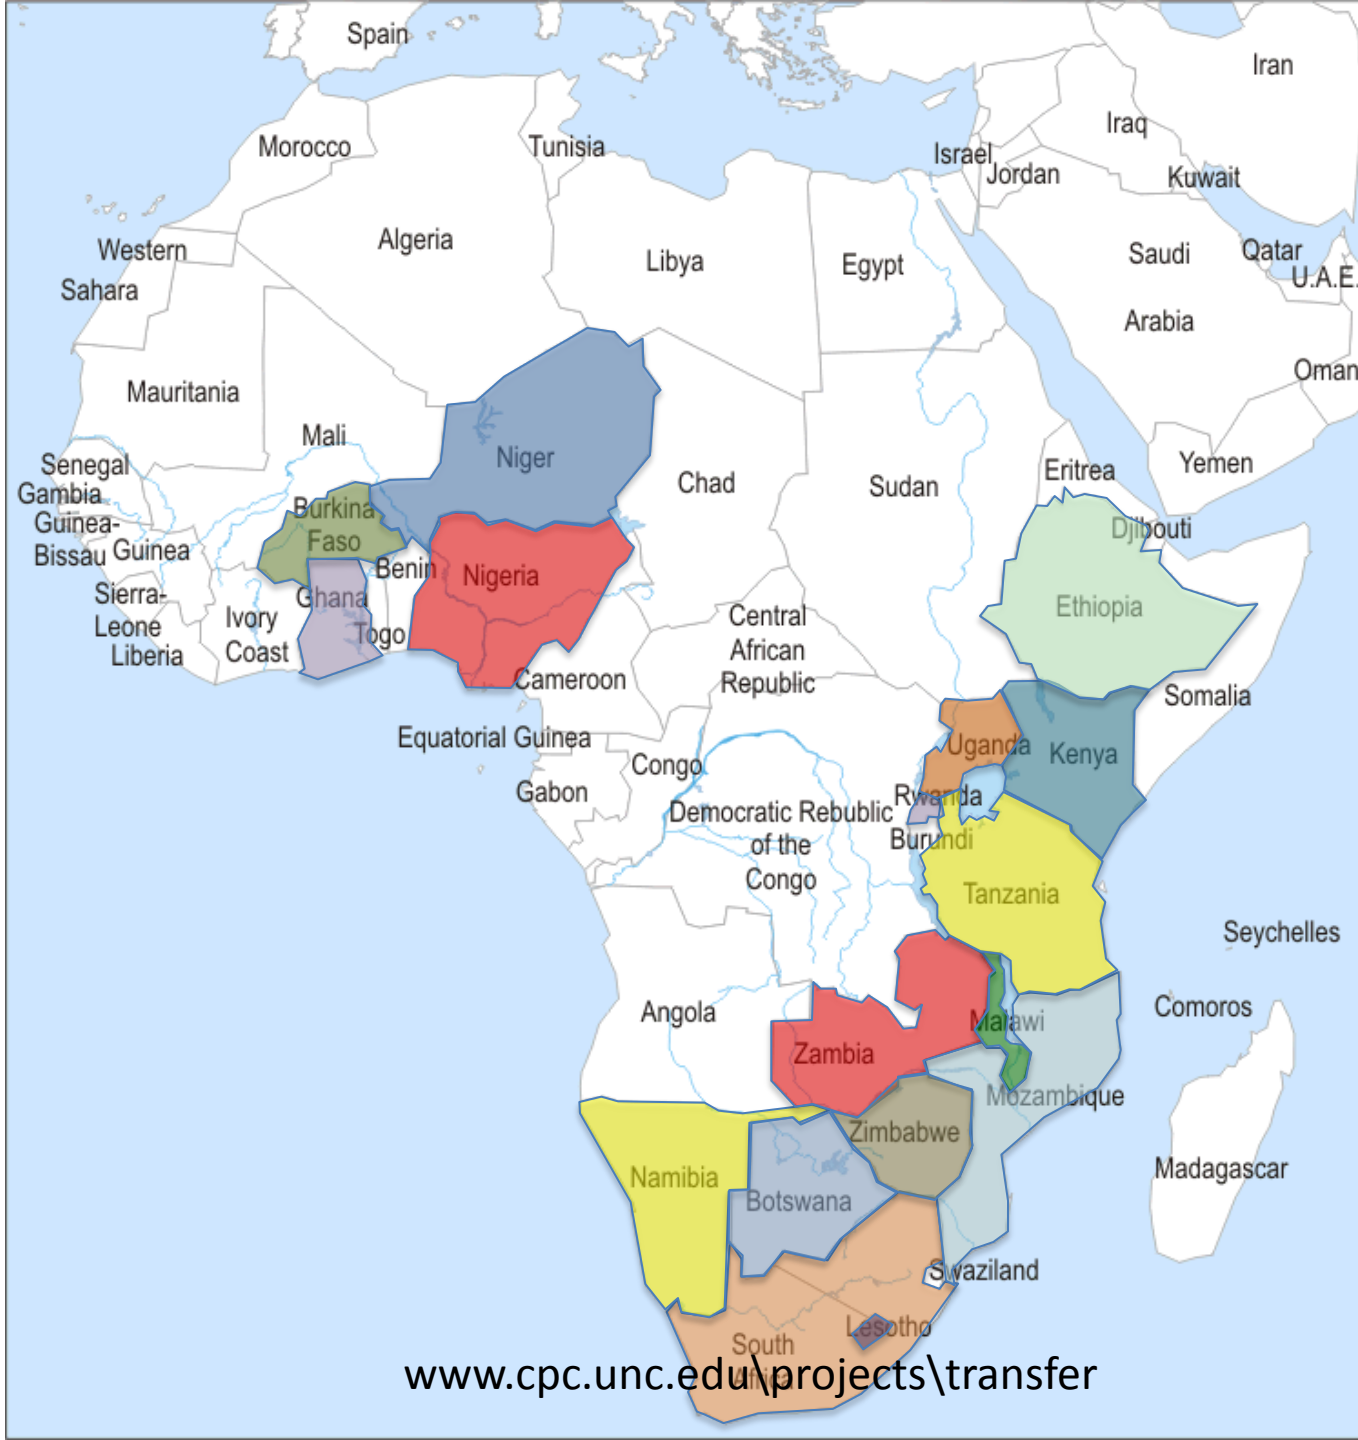 Spain
Iran
Iraq
Morocco
Tunisia
Israel
Jordan
Kuwait
Western
Sahara
Algeria
Libya
Egypt
Saudi
Arabia
Qatar
U.A.E.
Oman
Mauritania
Mali
Niger
Chad
Sudan
Eritrea
Yemen
Senegal
Gambia
Guinea-
Bissau
Guinea
Burkina
Faso
Djibouti
Benin
Nigeria
Sierra-
Leone
Liberia
Ivory
Coast
Ghana
Togo
Ethiopia
Central
African
Republic
Cameroon
Somalia
Equatorial Guinea
Congo
Gabon
Uganda
Kenya
Rwanda
Burundi
Democratic Rebublic
of the
Congo
Tanzania
Seychelles
Comoros
Angola
Malawi
Zambia
Mozambique
Zimbabwe
Madagascar
Namibia
Botswana
Swaziland
Lesotho
South
Africa
www.cpc.unc.edu\projects\transfer